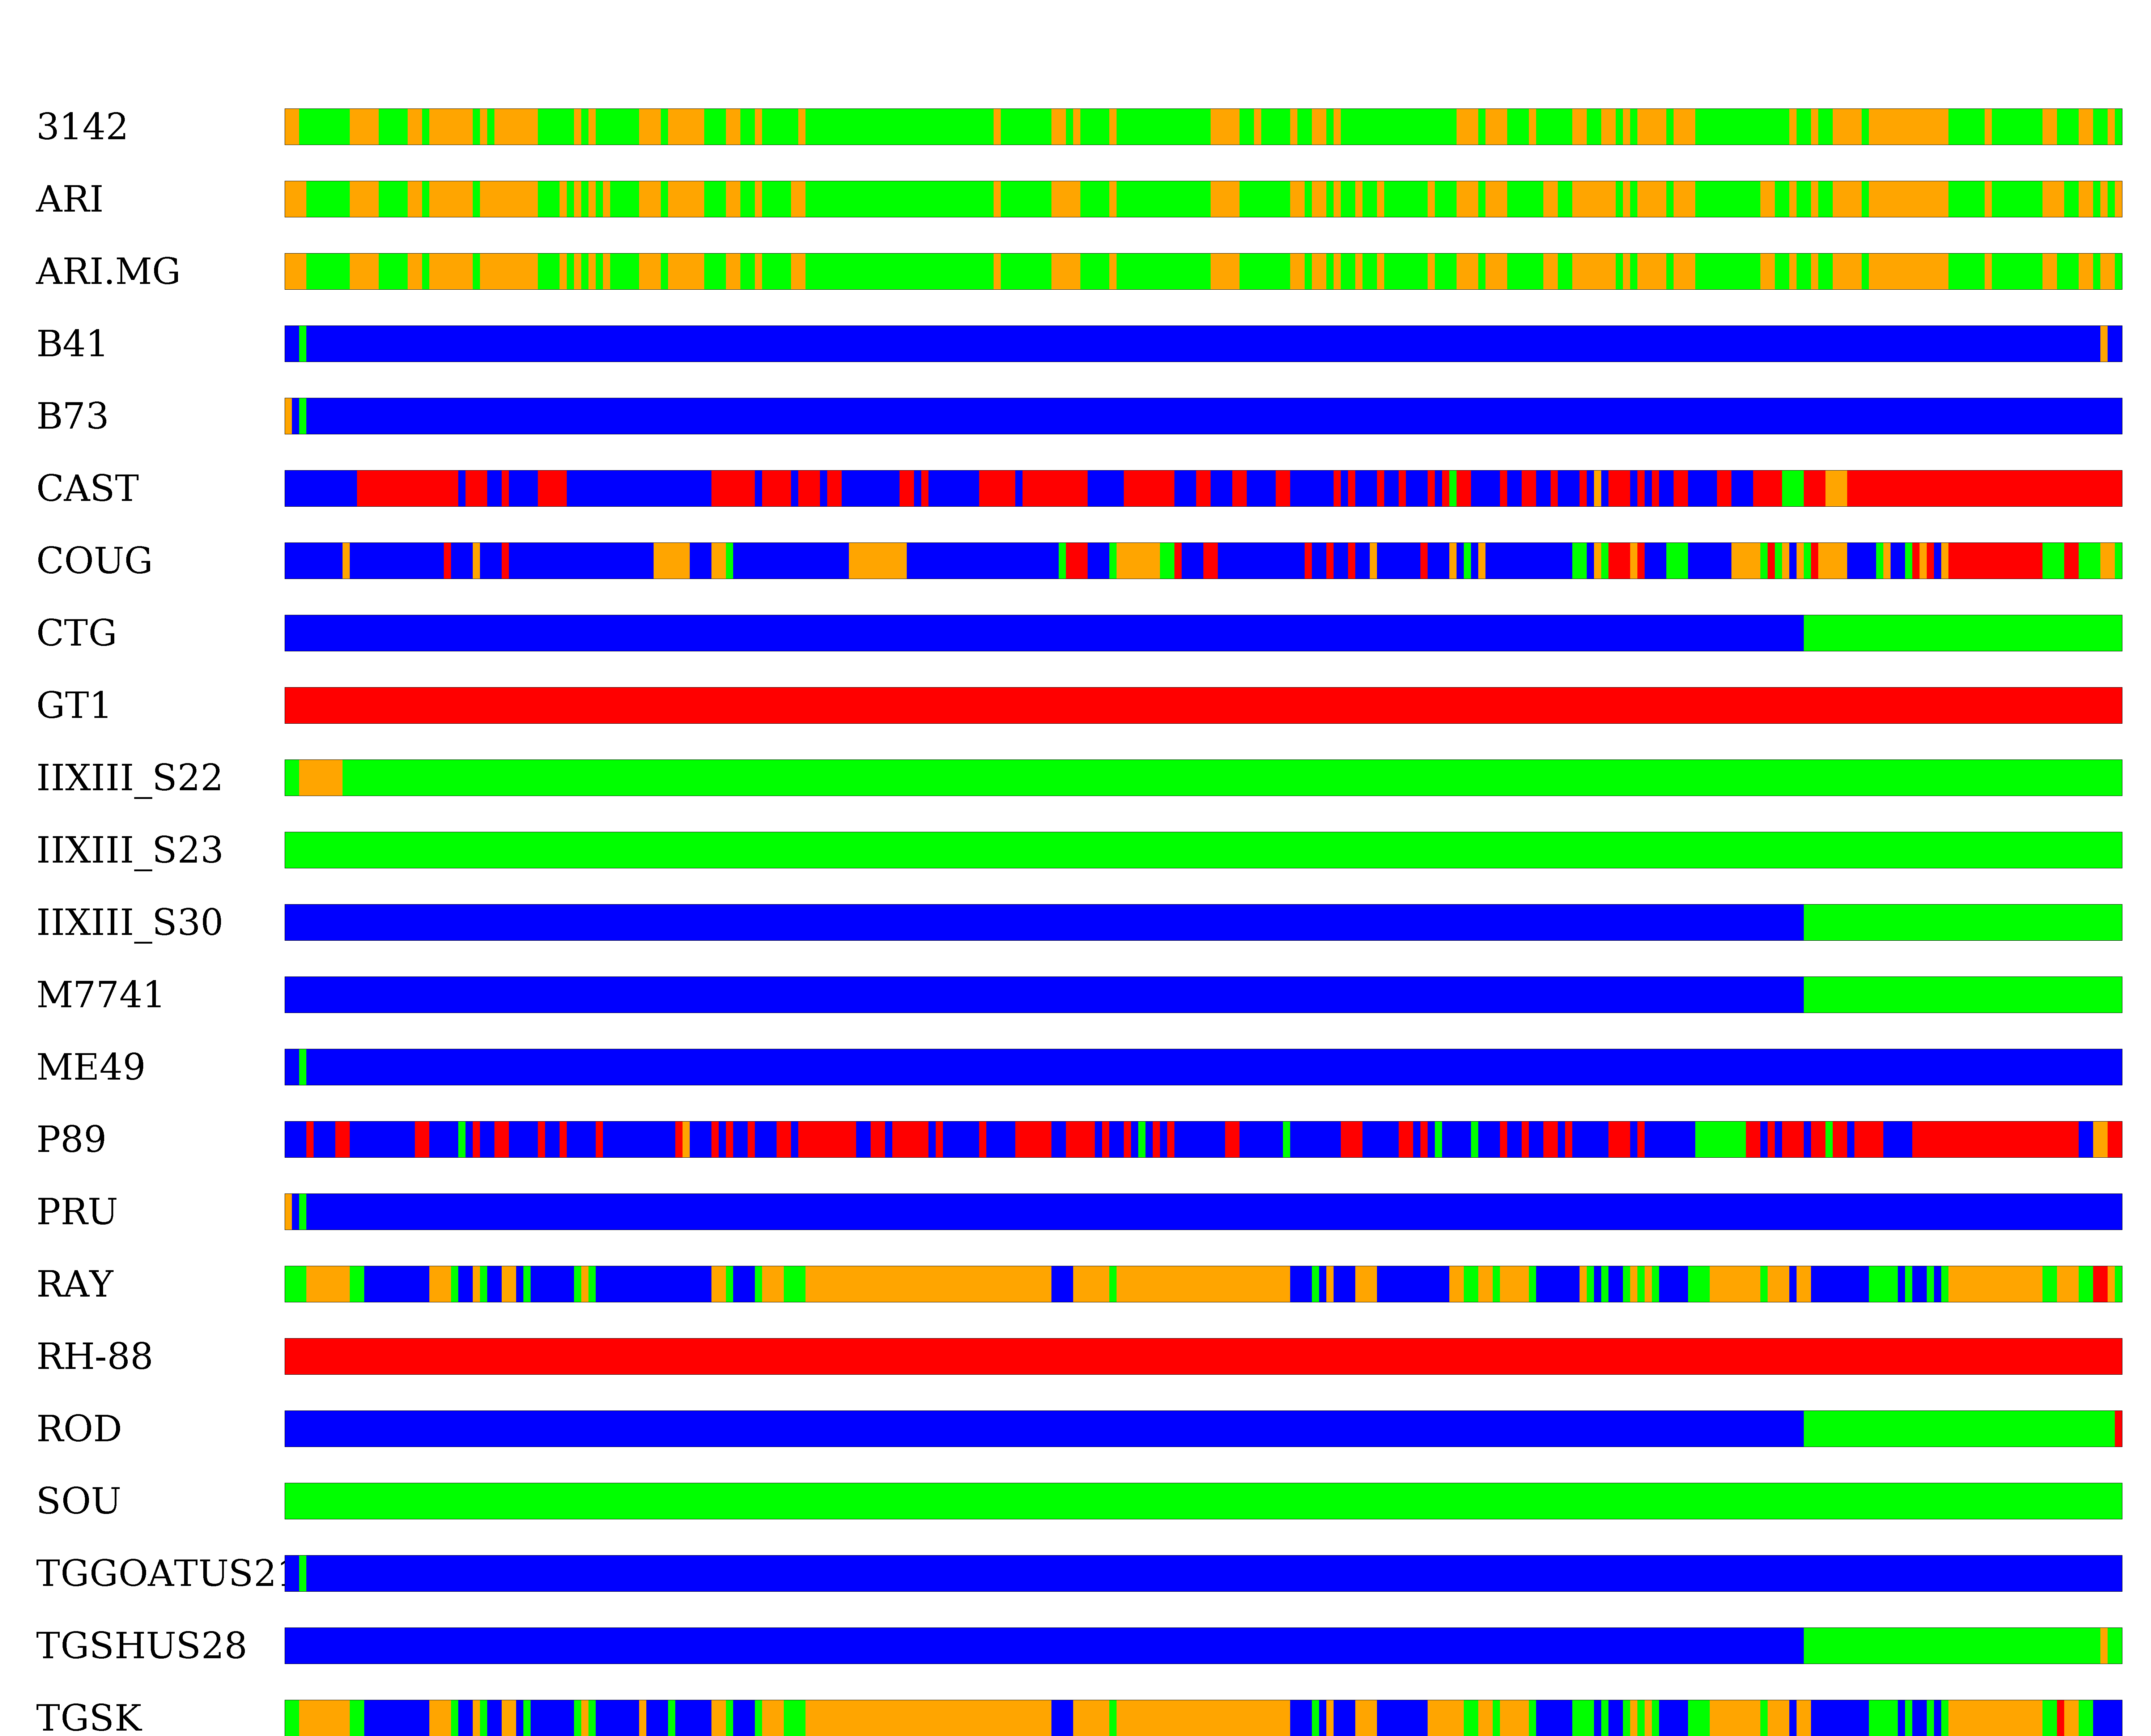 3142
ARI
ARI.MG
B41
B73
CAST
COUG
CTG
GT1
IIXIII_S22
IIXIII_S23
IIXIII_S30
M7741
ME49
P89
PRU
RAY
RH-88
ROD
SOU
TGGOATUS21
TGSHUS28
TGSK